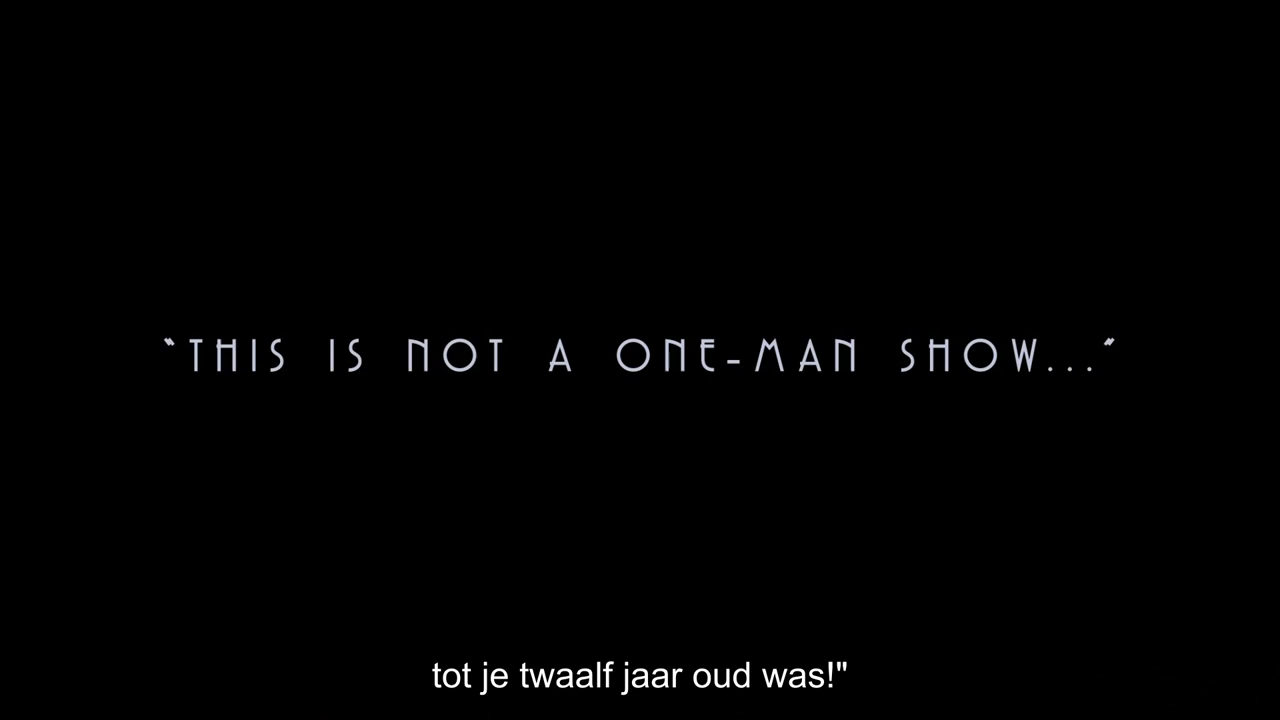 “THIS IS NOT A ONE-MAN SHOW...”
tot je twaalf jaar oud was!"